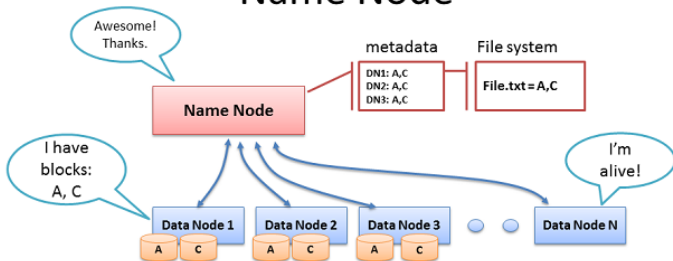 Name Node
Awesome!
Thanks.
metadata
File system
DN1: A,C
DN2: A,C
DN3: A,C
File.txt = A,C
Name Node
I have
blocks:
A, C
I'm
alive!
Data Node 1
Data Node 2
Data Node 3
Data Node N
A
C
A
C
A
C